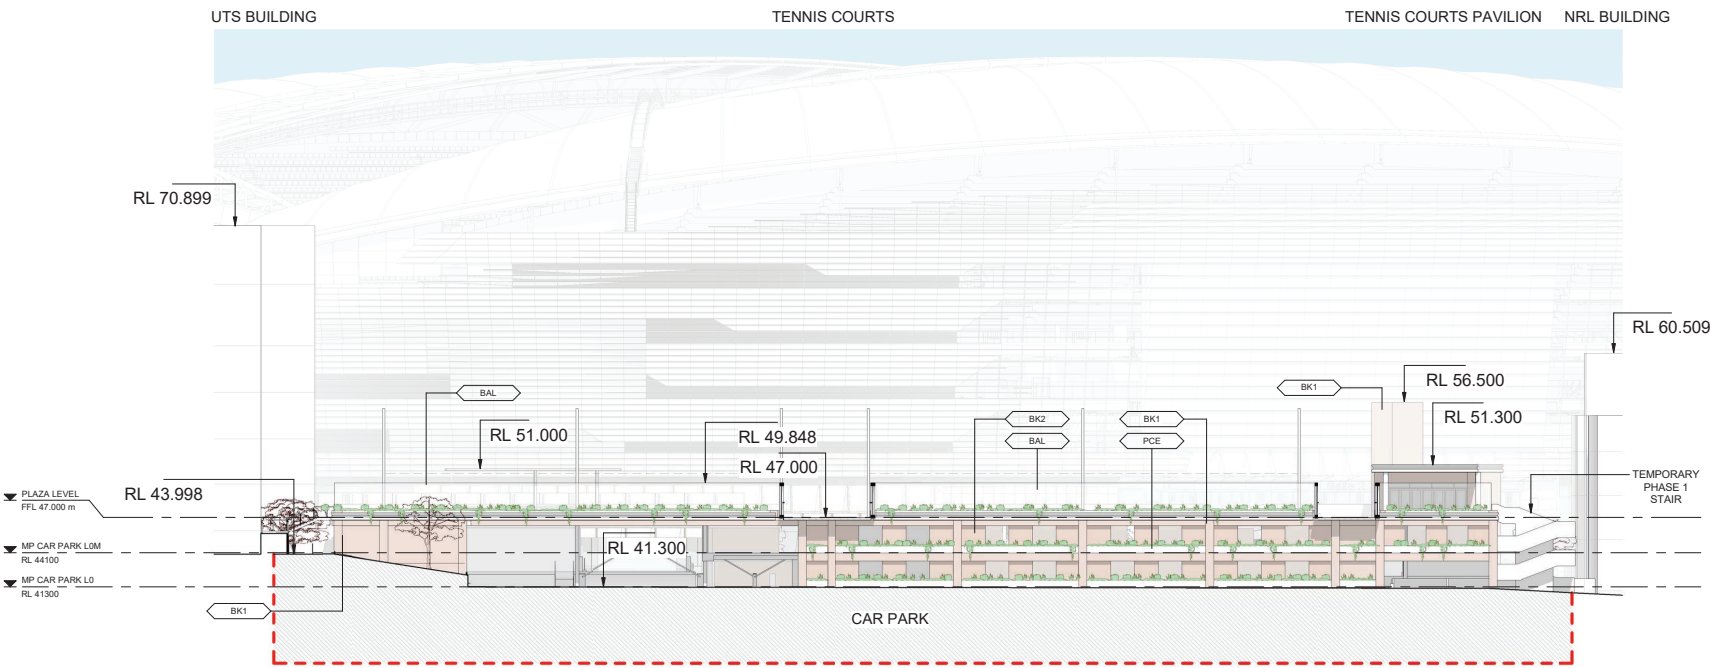 UTS BUILDING
TENNIS COURTS
TENNIS COURTS PAVILION
NRL BUILDING
RL 70.899
RL 60.509
BAL
BK1
RL 56.500
RL 51.300
RL 51.000
RL 49.848
RL 47.000
BK2
BAL
BK1
PCE
RL 43.998
PLAZA LEVEL
FFL 47.000 m
TEMPORARY
PHASE 1
STAIR
MP CAR PARK L0M
RL 44100
RL 41.300
MP CAR PARK L0
RL 41300
BK1
CAR PARK